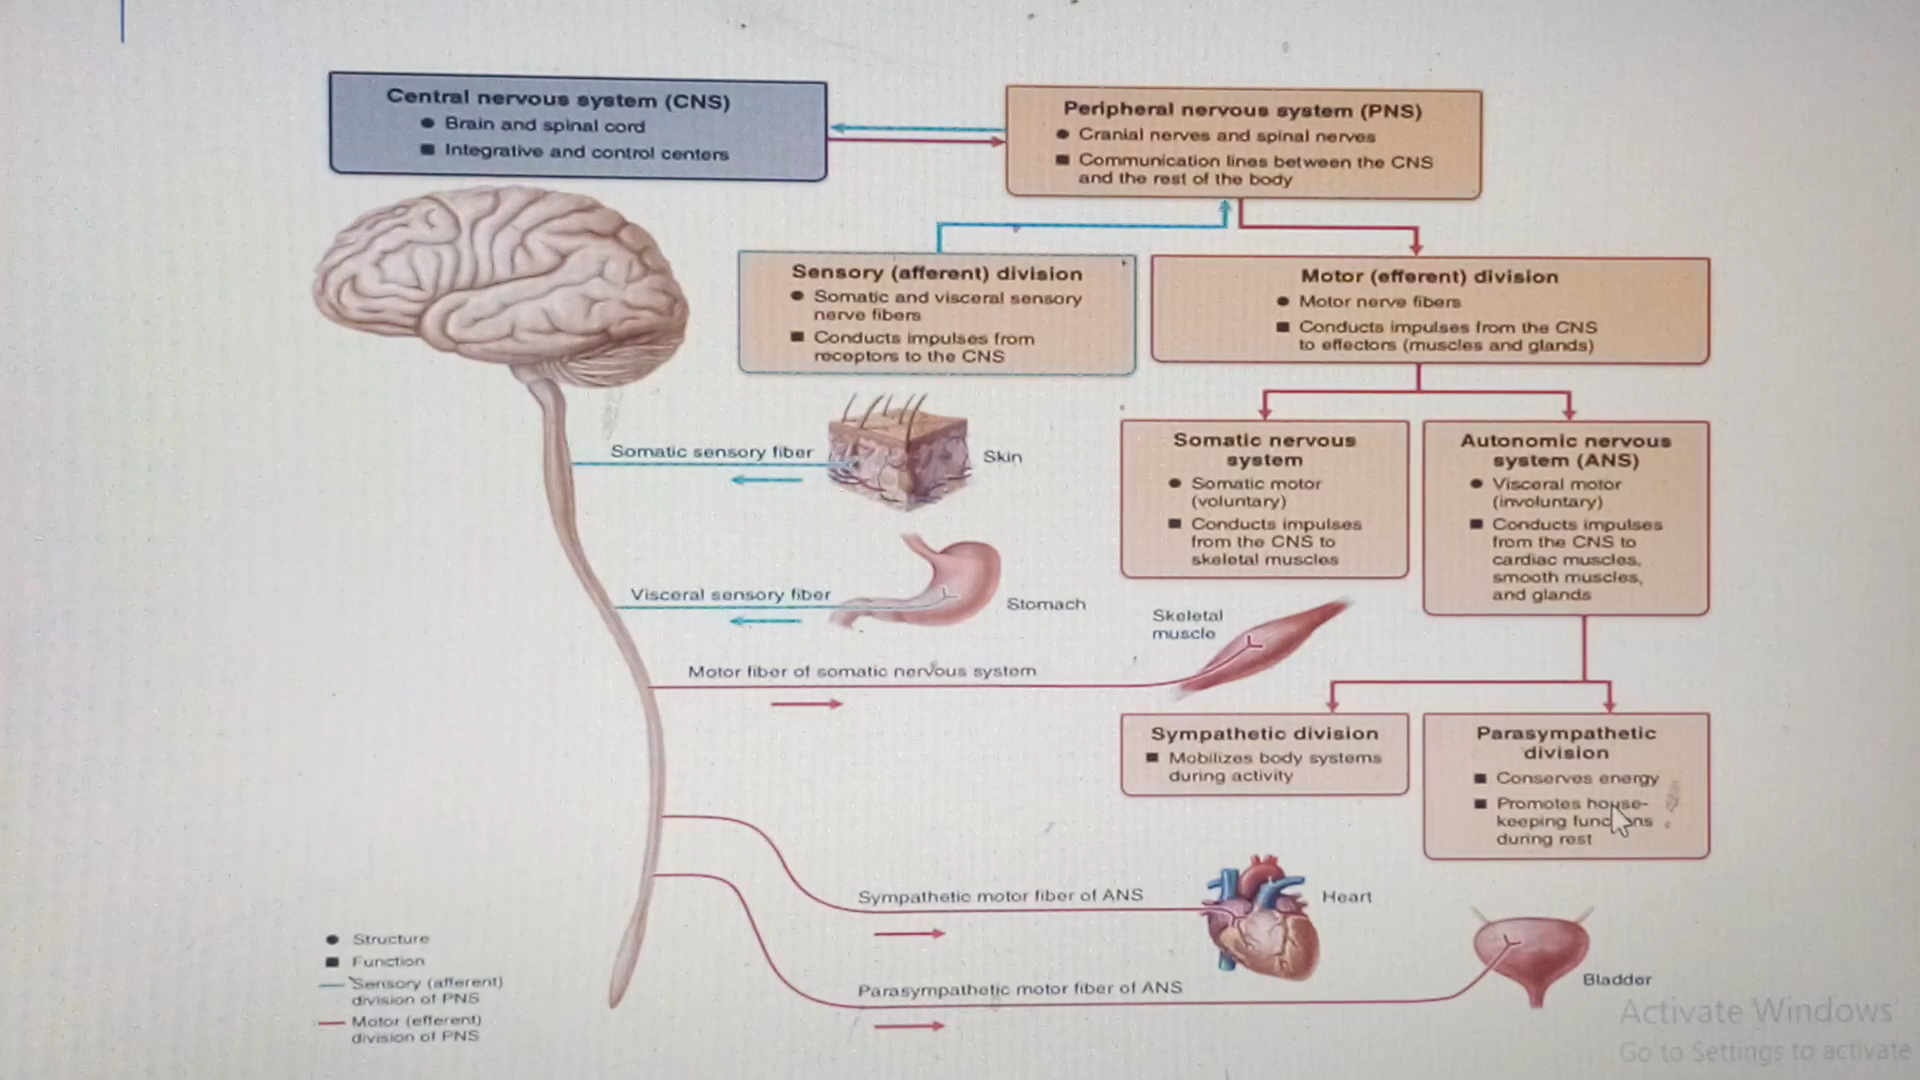 Central nervous system (CNS)
Brain and spinal cord
Integrative and control centers
Peripheral nervous system (PNS)
Cranial nerves and spinal nerves
Communication lines between the CNS
and the rest of the body
Sensory (afferent) division
Somatic and visceral sensory
nerve fibers
Conducts impulses from
receptors to the CNS
Motor (efferent) division
Motor nerve fibers
Conducts impulses from the CNS
to effectors (muscles and glands)
Somatic nervous
system
Somatic motor
(voluntary)
Conducts impulses
from the CNS to
skeletal muscles
Autonomic nervous
system (ANS)
Visceral motor
(involuntary)
Conducts impulses
from the CNS to
cardiac muscles,
smooth muscles,
and glands
Somatic sensory fiber
Skin
Visceral sensory fiber
Stomach
Skeletal
muscle
Motor fiber of somatic nervous system
Sympathetic division
Mobilizes body systems
during activity
Parasympathetic
division
Conserves energy
Promotes house-
keeping functions
during rest
Sympathetic motor fiber of ANS
Heart
Parasympathetic motor fiber of ANS
Bladder
Structure
Function
Sensory (afferent)
division of PNS
Motor (efferent)
division of PNS
Activate Windows
Go to Settings to activate